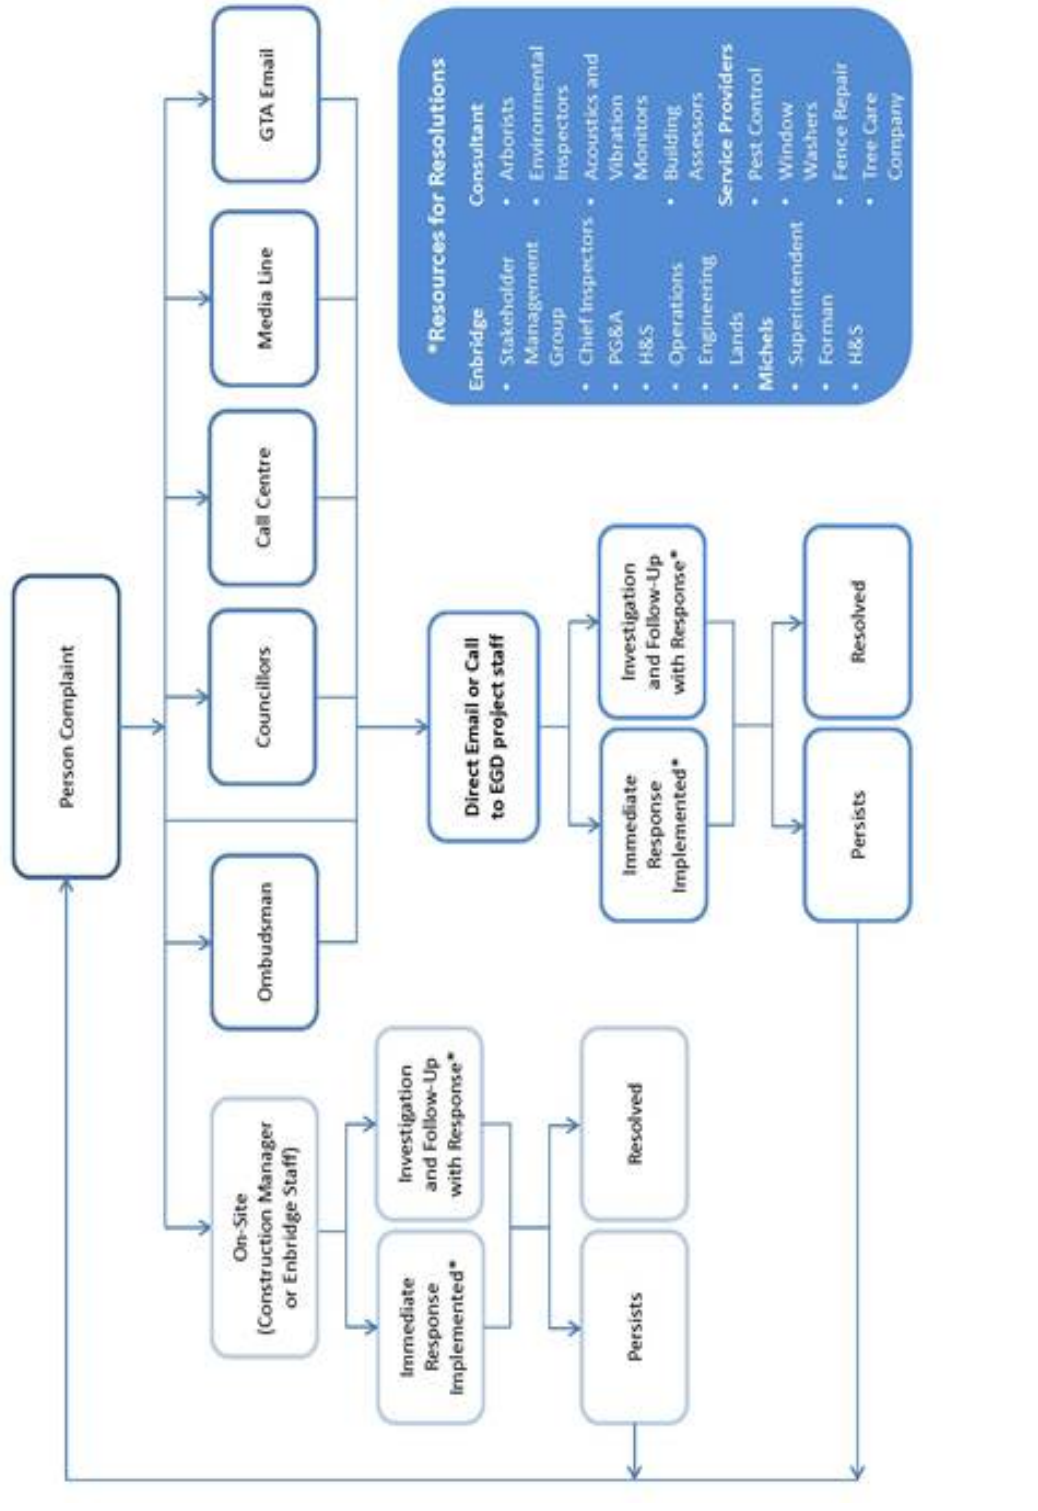 Person Complaint
On-Site
(Construction Manager
or Enbridge Staff)
Ombudsman
Councillors
Call Centre
Media Line
GTA Email
Immediate
Response
Implemented*
Investigation
and Follow-Up
with Response*
Persists
Resolved
Direct Email or Call
to EGD project staff
Immediate
Response
Implemented*
Investigation
and Follow-Up
with Response*
Persists
Resolved
*Resources for Resolutions
Enbridge
• Stakeholder
Management
Group
• Chief Inspectors
• PG&A
• H&S
• Operations
• Engineering
• Lands
Michels
• Superintendent
• Forman
• H&S
Consultant
• Arborists
• Environmental
Inspectors
• Acoustics and
Vibration
Monitors
• Building
Assessors
Service Providers
• Pest Control
• Window
Washers
• Fence Repair
• Tree Care
Company